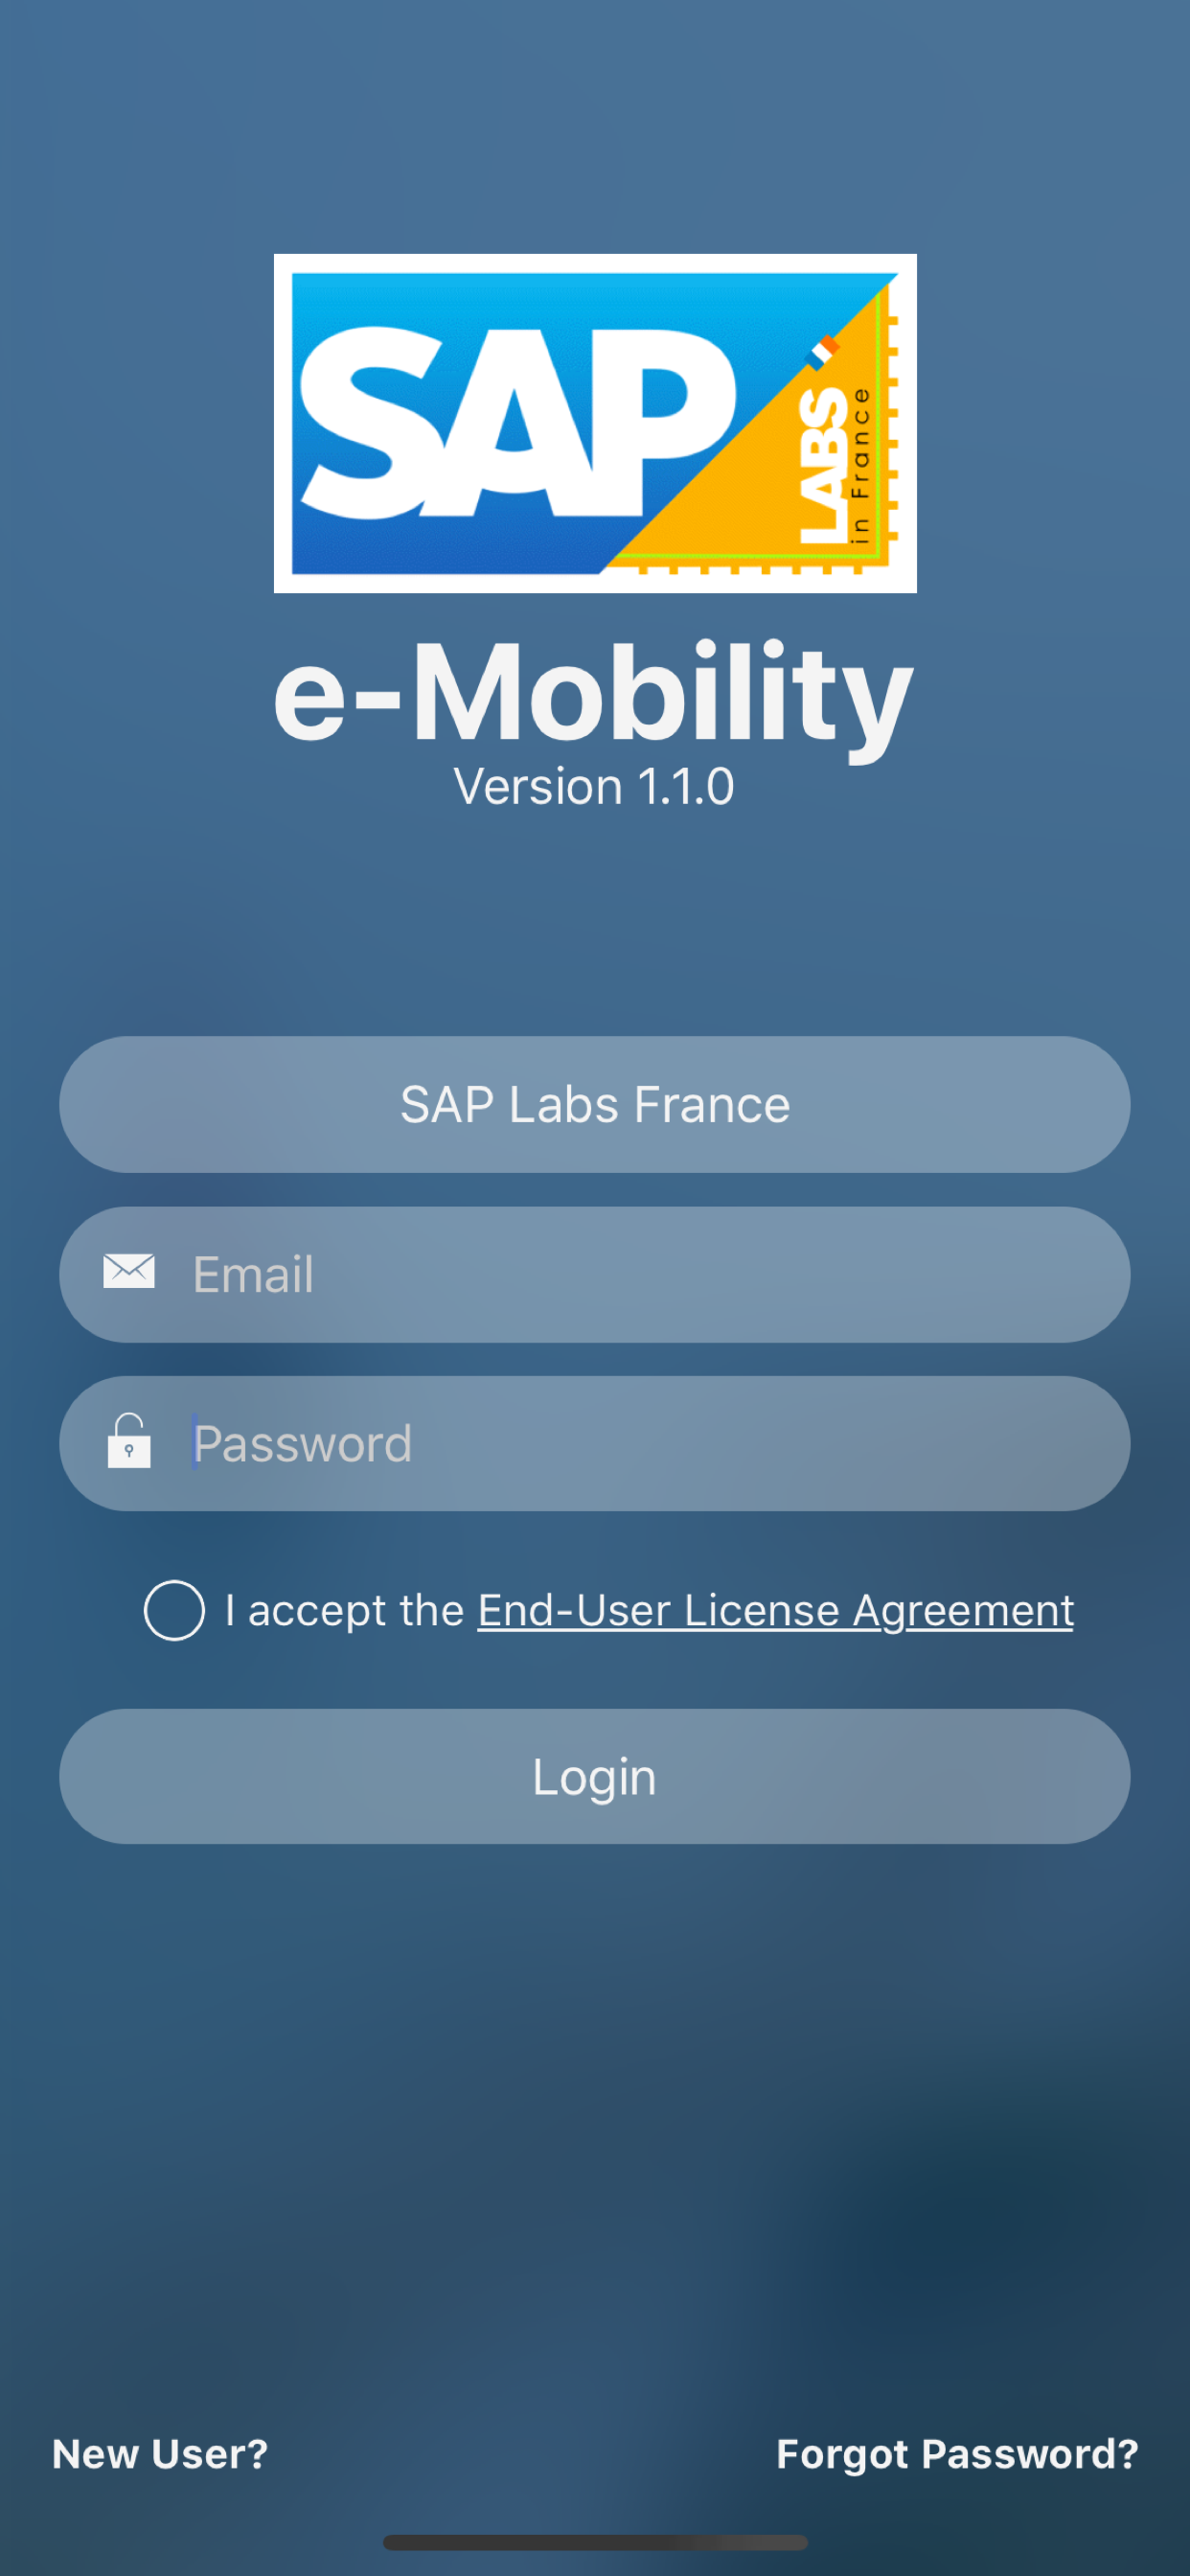 SAP
LABS
in France
e-Mobility
Version 1.1.0
SAP Labs France
Email
Password
I accept the End-User License Agreement
Login
New User?
Forgot Password?